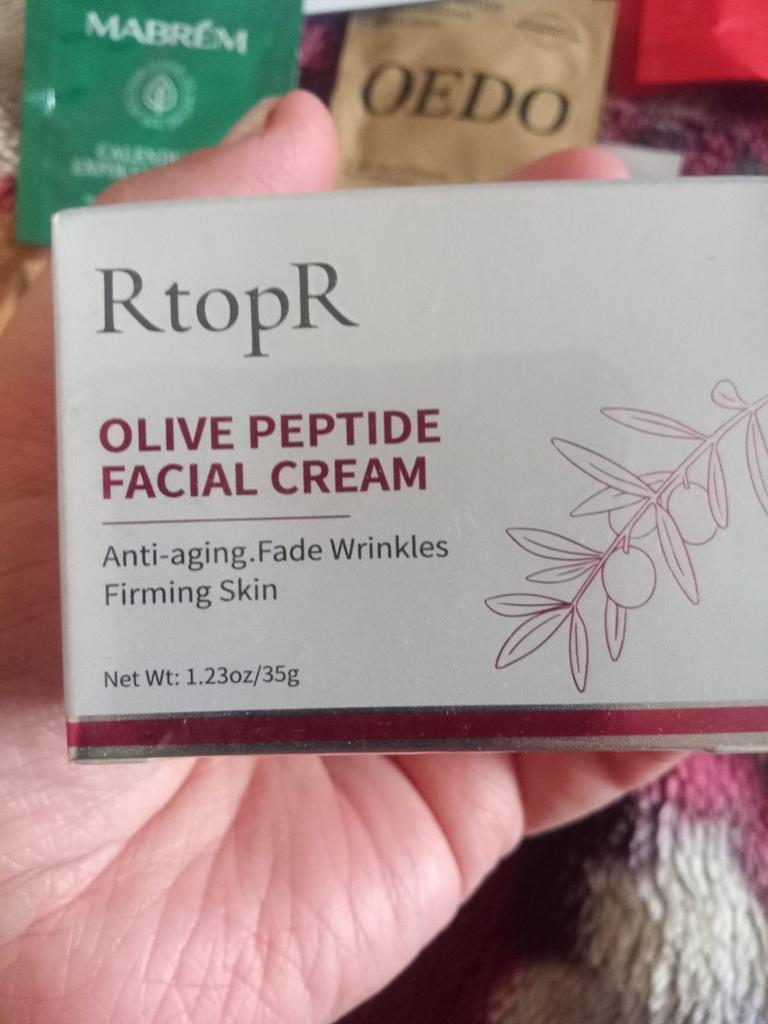 MABRÉM
OEDO
RtopR
OLIVE PEPTIDE
FACIAL CREAM
Anti-aging.Fade Wrinkles
Firming Skin
Net Wt: 1.23oz/35g